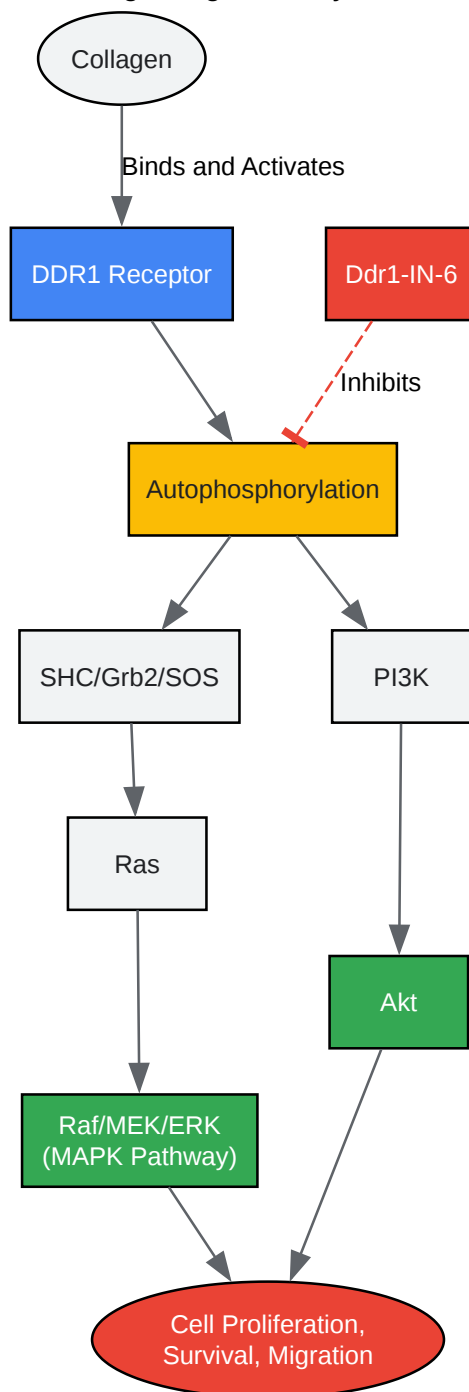 Collagen
Binds and Activates
DDR1 Receptor
Ddr1-IN-6
Inhibits
Autophosphorylation
SHC/Grb2/SOS
PI3K
Ras
Akt
Raf/MEK/ERK
(MAPK Pathway)
Cell Proliferation,
Survival, Migration